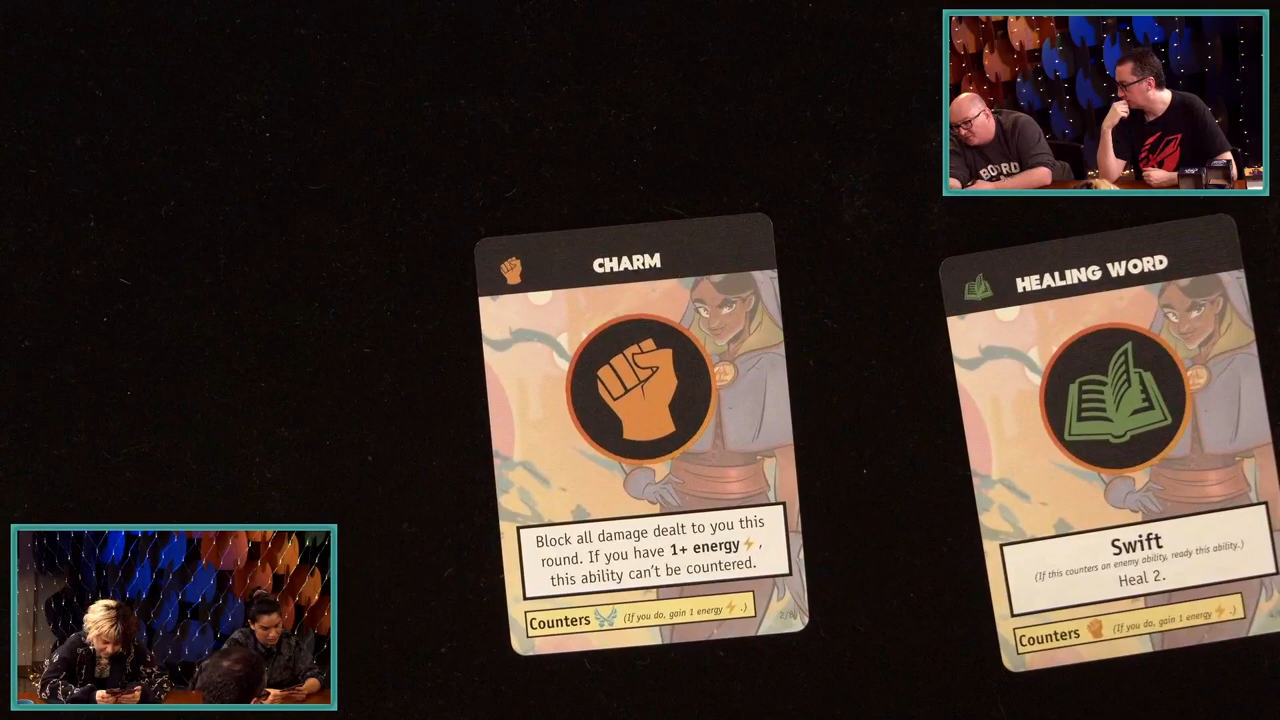 CHARM
Block all damage dealt to you this
round. If you have 1+ energy⚡,
this ability can't be countered.
Counters (If you do, gain 1 energy⚡.)
2/8
HEALING WORD
Swift
(If this counters an enemy ability, ready this ability.)
Heal 2.
Counters (If you do, gain 1 energy⚡.)